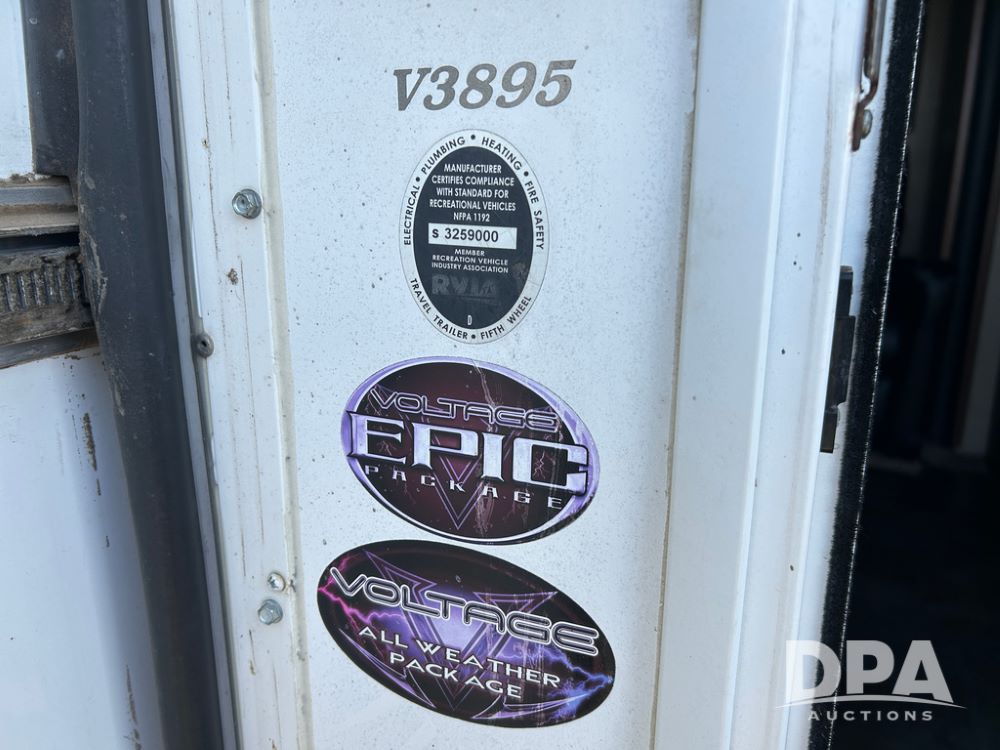 V3895
ELECTRICAL • PLUMBING • HEATING • FIRE SAFETY
MANUFACTURER
CERTIFIES COMPLIANCE
WITH STANDARD FOR
RECREATIONAL VEHICLES
NFPA 1192
S 3259000
MEMBER
RECREATION VEHICLE
INDUSTRY ASSOCIATION
RVIA
D
TRAVEL TRAILER • FIFTH WHEEL
VOLTAGE
EPIC
PACKAGE
VOLTAGE
ALL WEATHER
PACKAGE
DPA
AUCTIONS